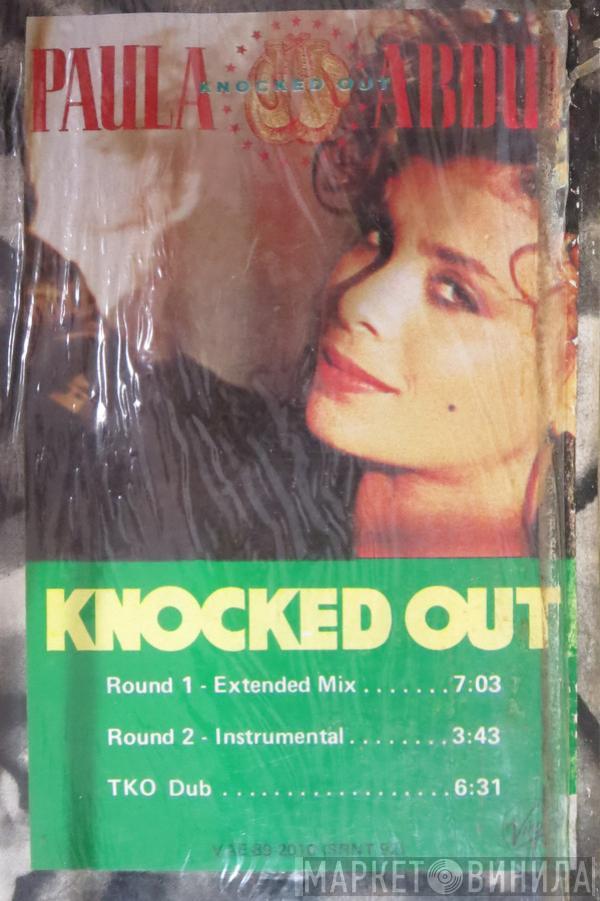 PAULA ABDUL
KNOCKED OUT
KNOCKED OUT
Round 1 - Extended Mix . . . . . . . 7:03
Round 2 - Instrumental . . . . . . . . 3:43
TKO Dub . . . . . . . . . . . . . . . . . . 6:31
МАРКЕТ ВИНИЛА